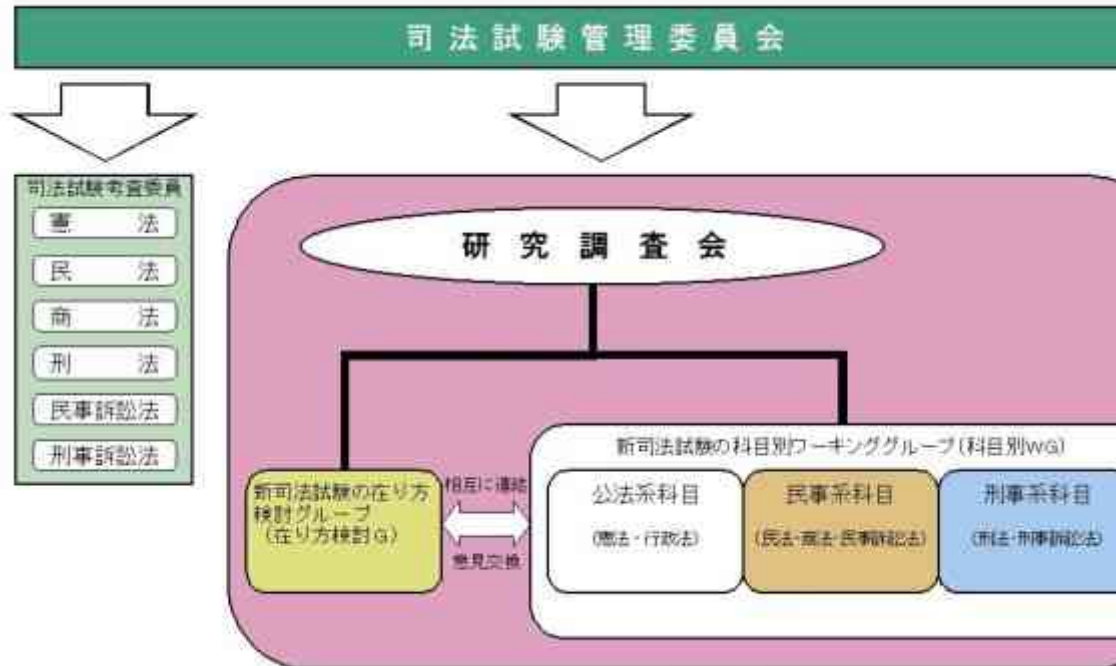 司法試験管理委員会
司法試験考査委員
憲法
民法
商法
刑法
民事訴訟法
刑事訴訟法
研究調査会
新司法試験の在り方
検討グループ
(在り方検討G)
相互に連絡
意見交換
新司法試験の科目別ワーキンググループ(科目別WG)
公法系科目
(憲法・行政法)
民事系科目
(民法・商法・民事訴訟法)
刑事系科目
(刑法・刑事訴訟法)